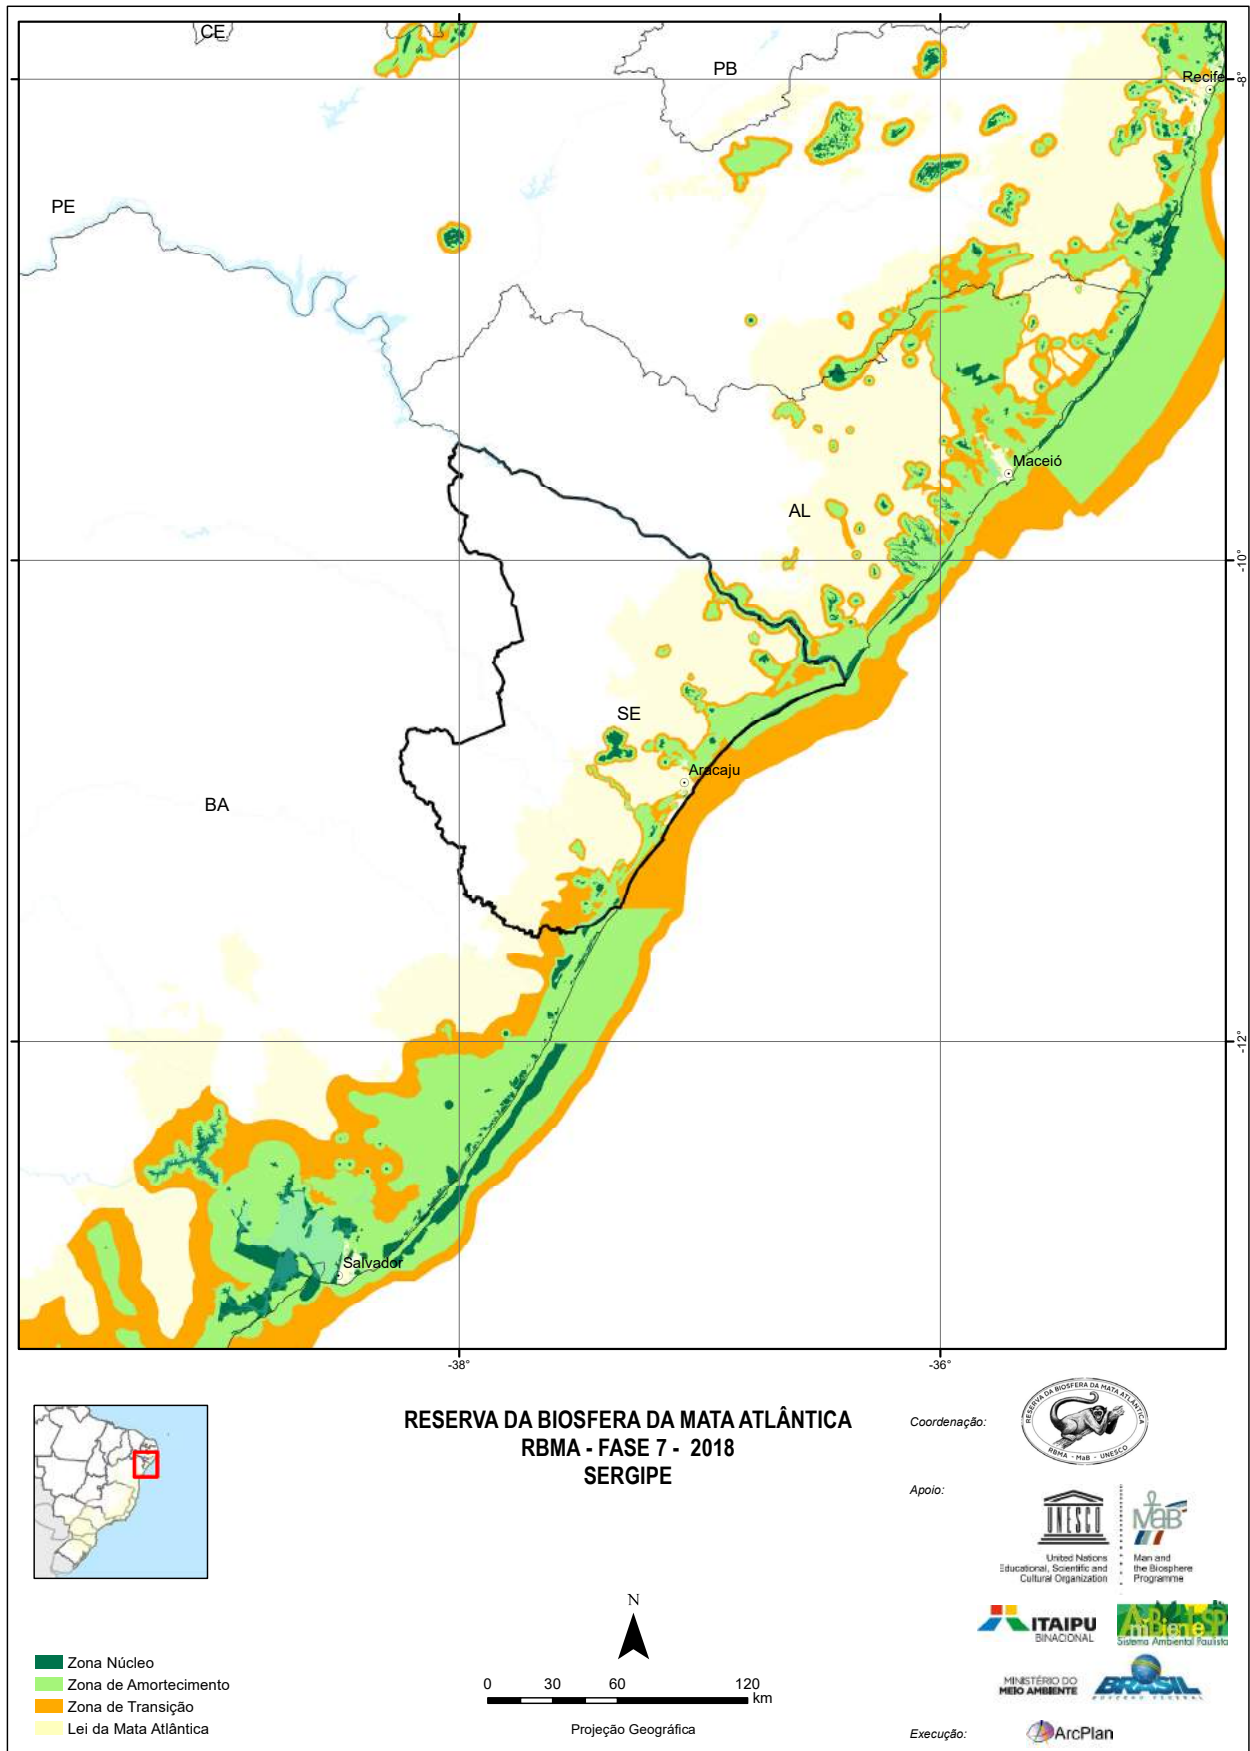 CE
PB
Recife
-8°
PE
Maceió
AL
-10°
SE
Aracaju
BA
-12°
Salvador
-38°
-36°
RESERVA DA BIOSFERA DA MATA ATLÂNTICA
RBMA - FASE 7 - 2018
SERGIPE
Coordenação:
RESERVA DA BIOSFERA DA MATA ATLÂNTICA
RBMA - MaB - UNESCO
Apoio:
UNESCO
MaB
United Nations
Educational, Scientific and
Cultural Organization
Man and
the Biosphere
Programme
ITAIPU
BINACIONAL
AmBienteSP
Sistema Ambiental Paulista
MINISTÉRIO DO
MEIO AMBIENTE
BRASIL
GOVERNO FEDERAL
Execução:
ArcPlan
N
0 30 60 120
km
Projeção Geográfica
Zona Núcleo
Zona de Amortecimento
Zona de Transição
Lei da Mata Atlântica